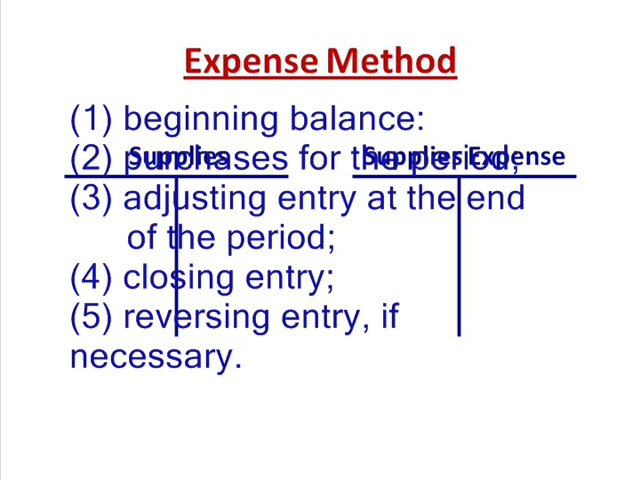 Expense Method
(1) beginning balance:
(2) purchases for the period;
Supplies
Supplies Expense
(3) adjusting entry at the end
of the period;
(4) closing entry;
(5) reversing entry, if
necessary.